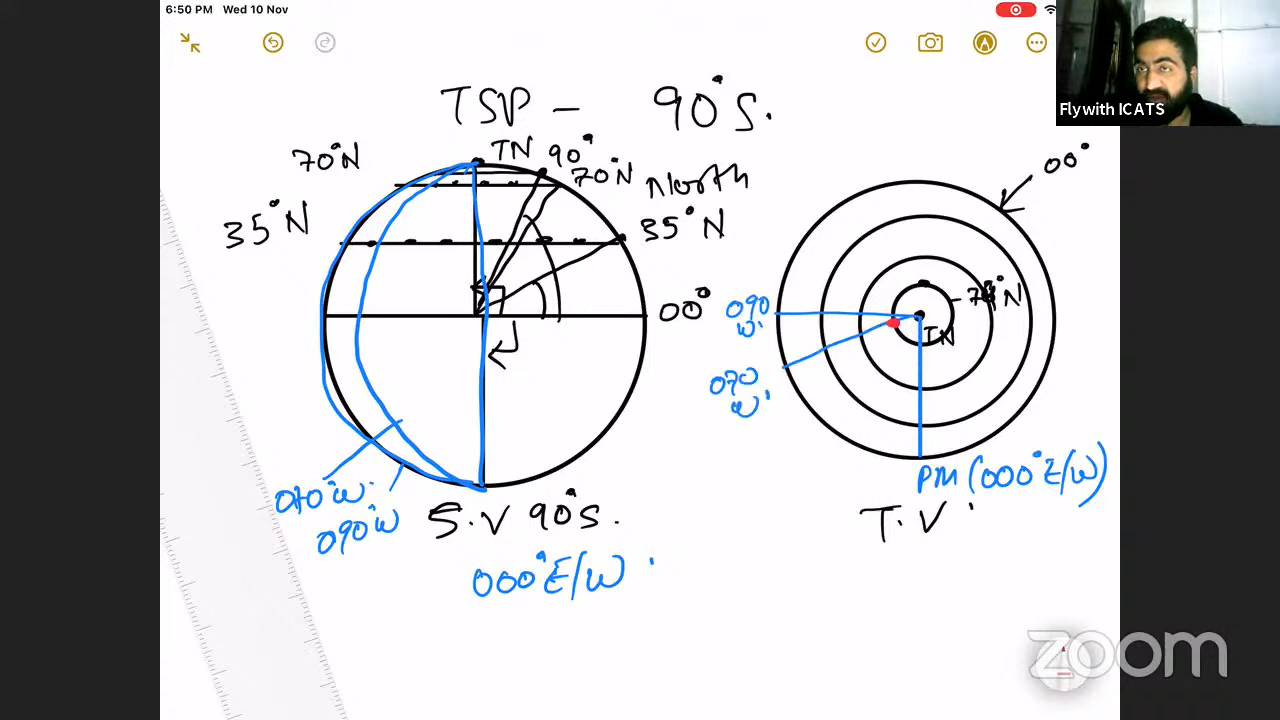 6:50 PM Wed 10 Nov
Flywith ICATS
TSP - 90°S.
TN 90°
70°N
70°N
North
35°N
35°N
00°
070°W.
090°W
S.V 90°S.
000°E/W
00°
TN
090
W
070
W
PM (000°E/W)
T.V
zoom